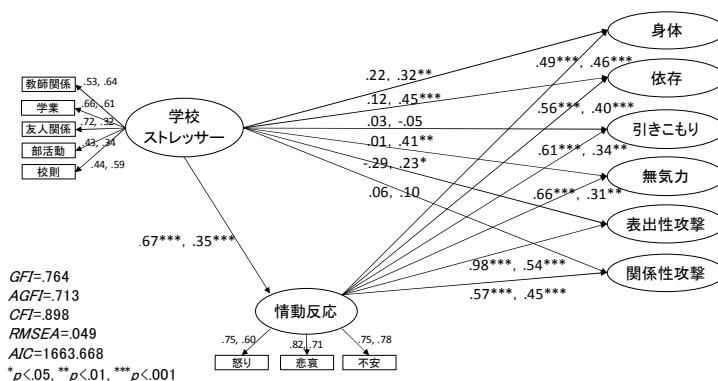 身体
.49***, .46***
教師関係
.53, .64
.22, .32**
依存
学業
.66, .61
.12, .45***
.56***, .40***
学校
ストレッサー
友人関係
.72, .32
.03, -.05
引きこもり
部活動
.43, .34
.01, .41**
.61***, .34**
校則
.44, .59
-.29, .23*
無気力
.06, .10
.66***, .31**
表出性攻撃
.67***, .35***
.98***, .54***
関係性攻撃
.57***, .45***
GFI=.764
AGFI=.713
CFI=.898
RMSEA=.049
AIC=1663.668
*p<.05, **p<.01, ***p<.001
情動反応
.75, .60
.82, .71
.75, .78
怒り
悲哀
不安